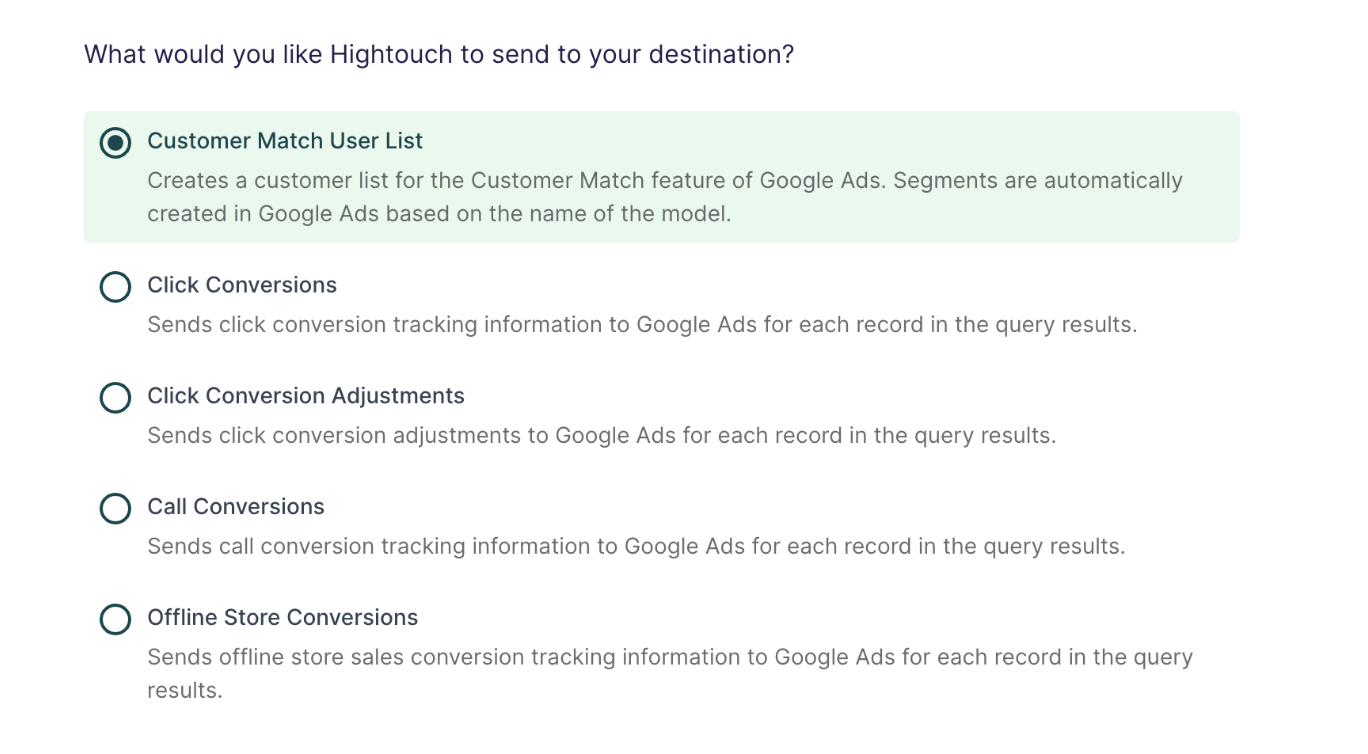 What would you like Hightouch to send to your destination?
Customer Match User List
Creates a customer list for the Customer Match feature of Google Ads. Segments are automatically
created in Google Ads based on the name of the model.
Click Conversions
Sends click conversion tracking information to Google Ads for each record in the query results.
Click Conversion Adjustments
Sends click conversion adjustments to Google Ads for each record in the query results.
Call Conversions
Sends call conversion tracking information to Google Ads for each record in the query results.
Offline Store Conversions
Sends offline store sales conversion tracking information to Google Ads for each record in the query
results.